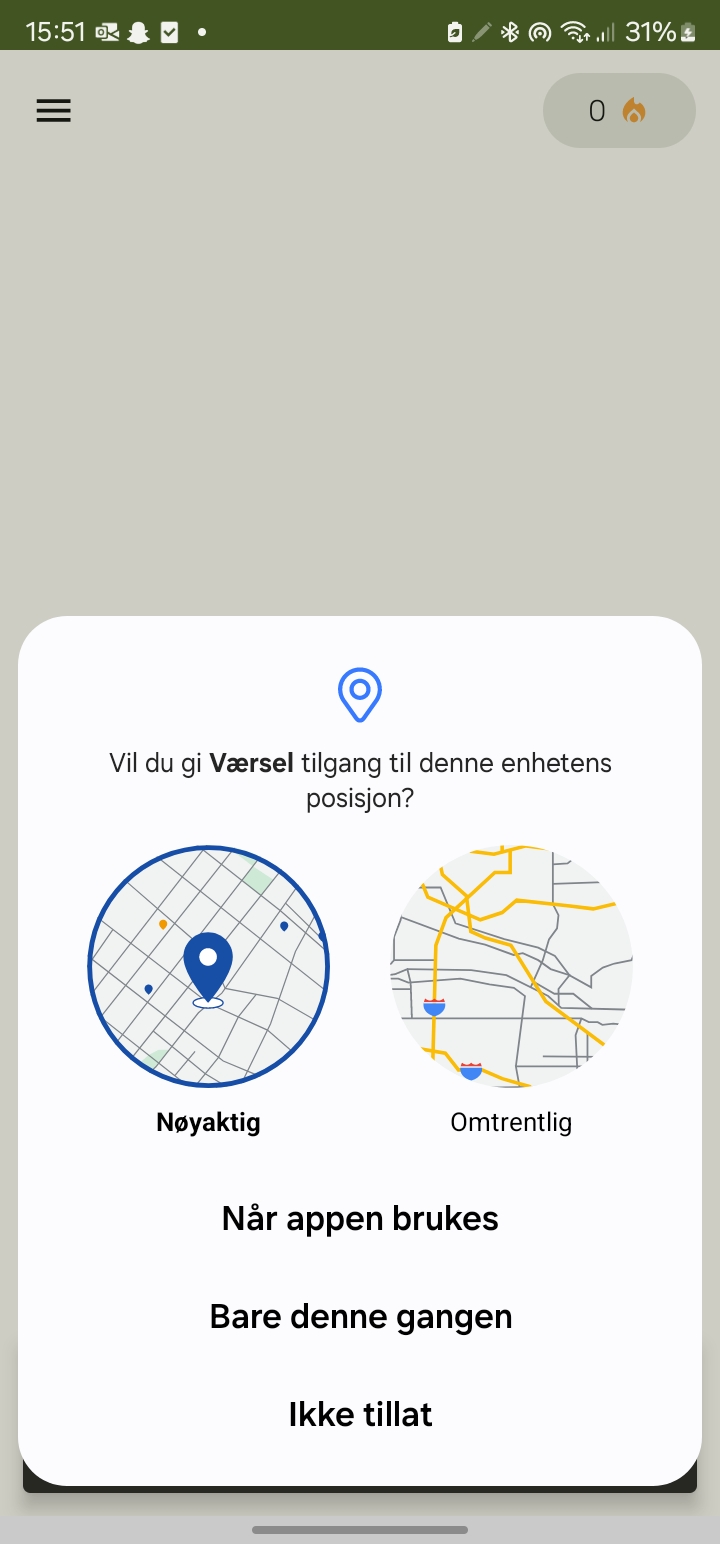 15:51
31%
0
Vil du gi Værsel tilgang til denne enhetens
posisjon?
Nøyaktig
Omtrentlig
Når appen brukes
Bare denne gangen
Ikke tillat